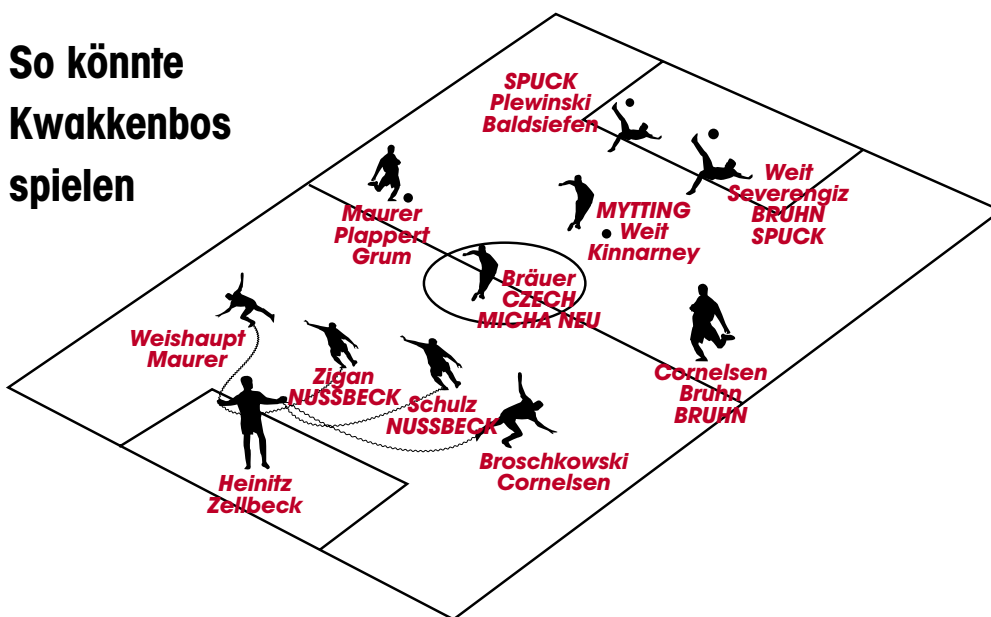 So könnte
Kwakkenbos
spielen
SPUCK
Plewinski
Baldsiefen
Weit
Severengiz
BRUHN
SPUCK
Maurer
Plappert
Grum
MYTTING
Weit
Kinnarney
Bräuer
CZECH
MICHA NEU
Weishaupt
Maurer
Zigan
NUSSBECK
Schulz
NUSSBECK
Cornelsen
Bruhn
BRUHN
Broschkowski
Cornelsen
Heinitz
Zellbeck